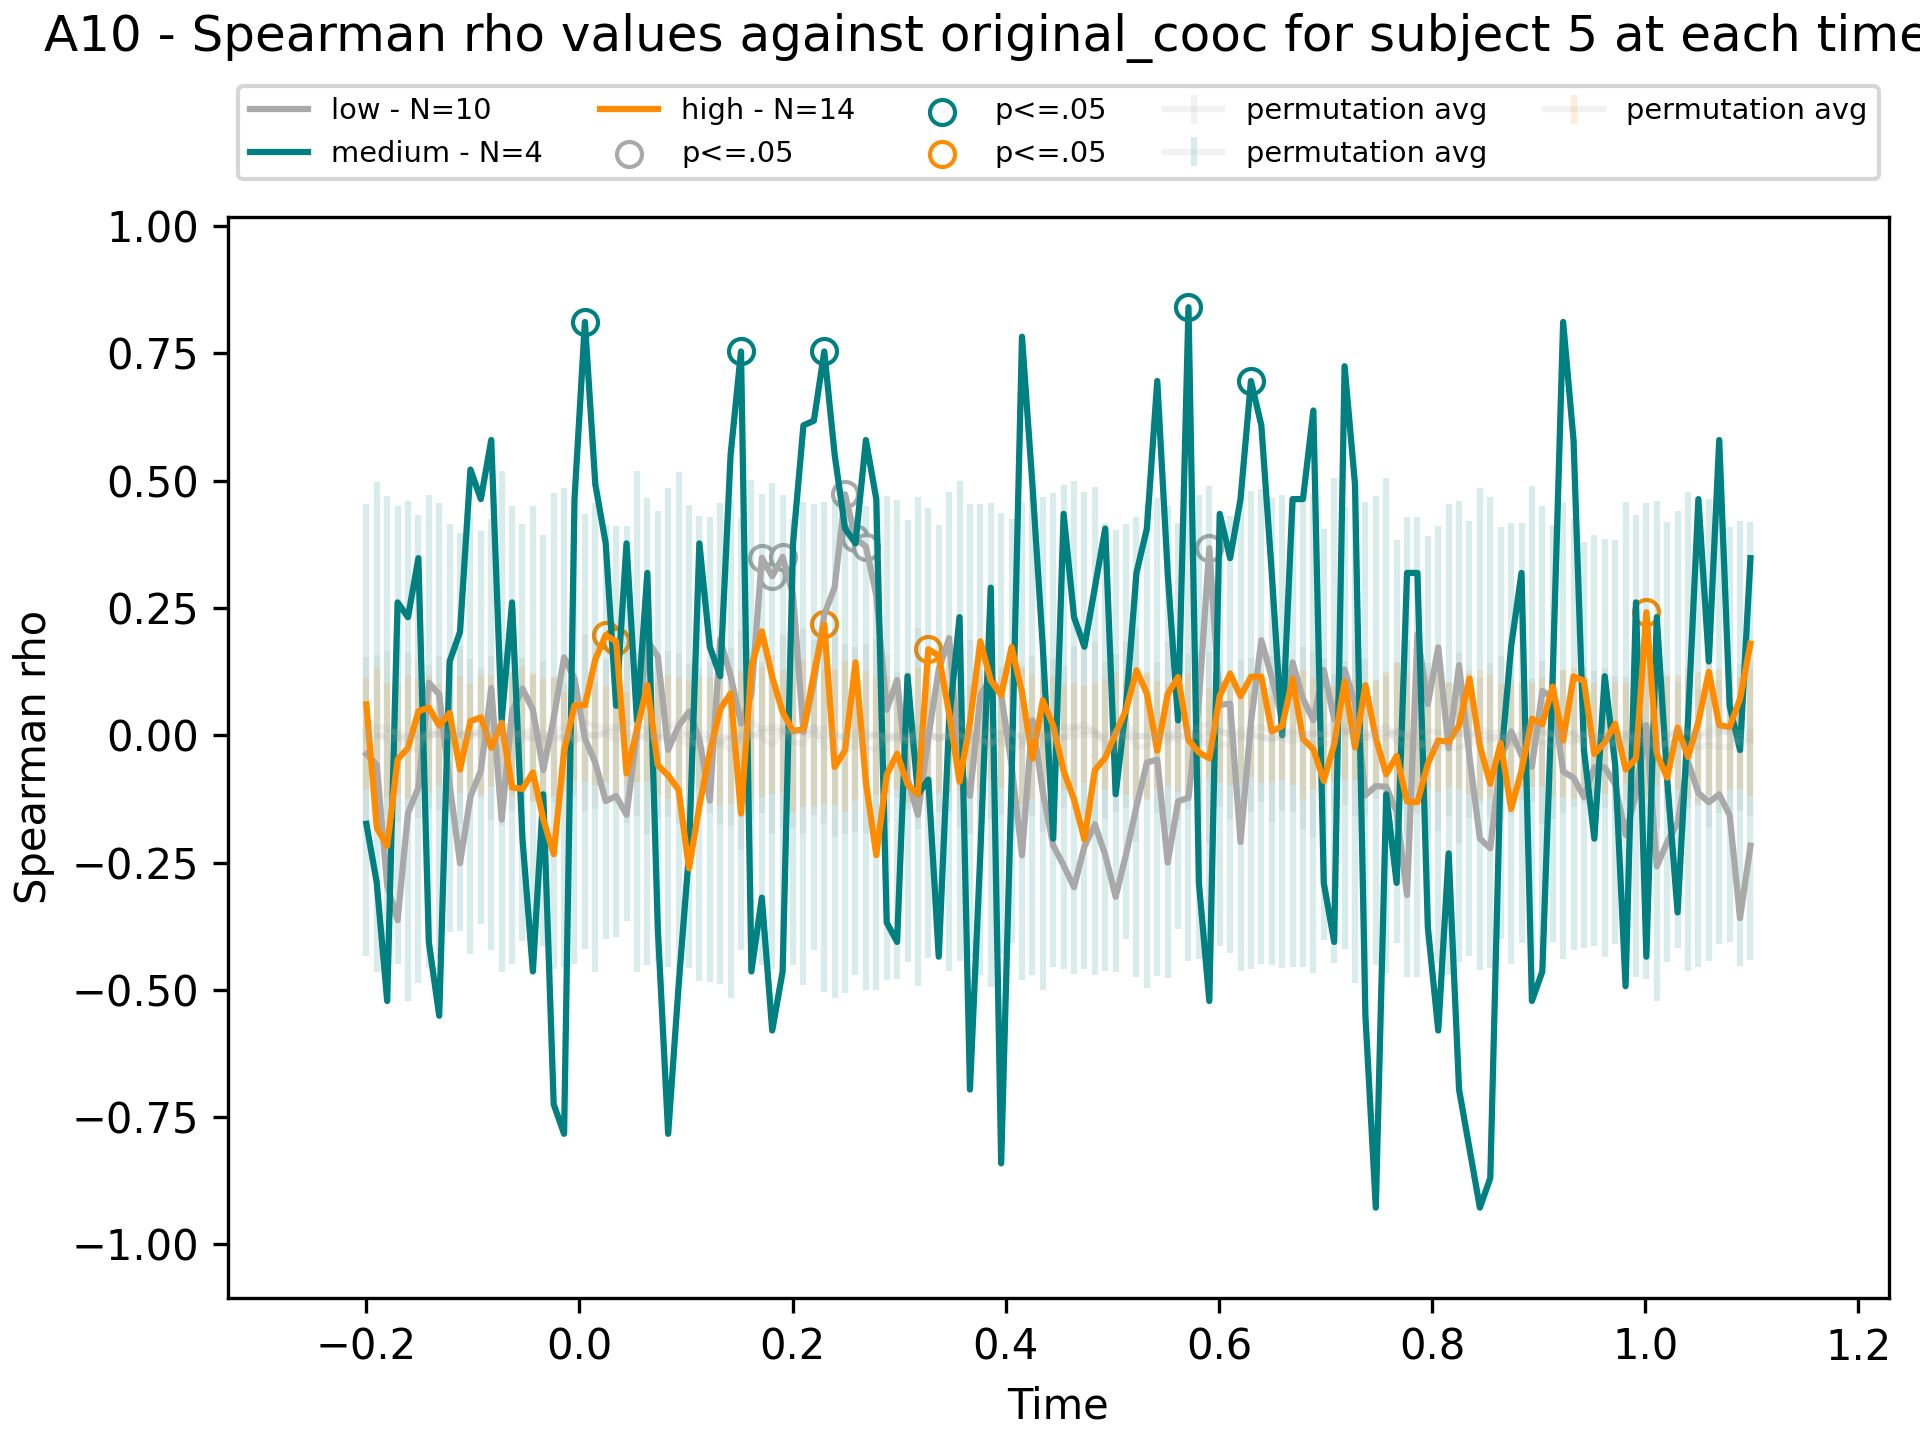 A10 - Spearman rho values against original_cooc for subject 5 at each time
low - N=10
medium - N=4
high - N=14
p<=.05
p<=.05
p<=.05
permutation avg
permutation avg
permutation avg
1.00
0.75
0.50
0.25
0.00
−0.25
−0.50
−0.75
−1.00
Spearman rho
−0.2 0.0 0.2 0.4 0.6 0.8 1.0 1.2
Time